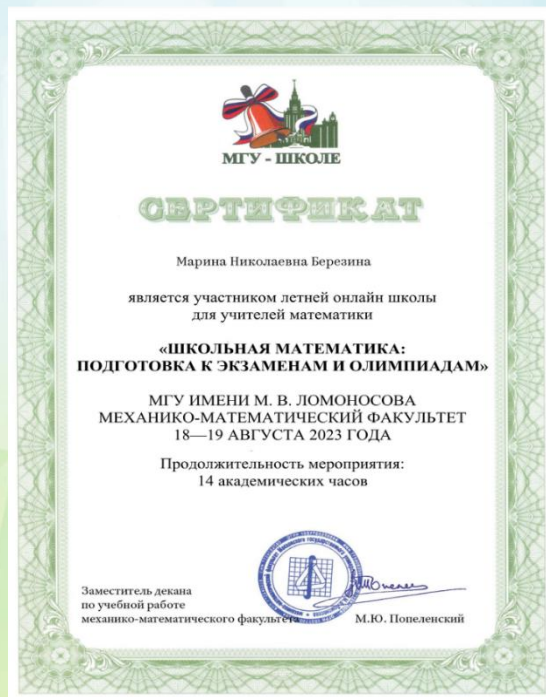 МГУ - ШКОЛЕ
СЕРТИФИКАТ
Марина Николаевна Березина
является участником летней онлайн школы
для учителей математики
«ШКОЛЬНАЯ МАТЕМАТИКА:
ПОДГОТОВКА К ЭКЗАМЕНАМ И ОЛИМПИАДАМ»
МГУ ИМЕНИ М. В. ЛОМОНОСОВА
МЕХАНИКО-МАТЕМАТИЧЕСКИЙ ФАКУЛЬТЕТ
18—19 АВГУСТА 2023 ГОДА
Продолжительность мероприятия:
14 академических часов
Заместитель декана
по учебной работе
механико-математического факультета
М.Ю. Попеленский